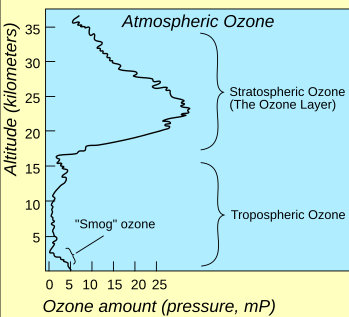 Atmospheric Ozone
Altitude (kilometers)
35
30
25
20
15
10
5
Stratospheric Ozone
(The Ozone Layer)
Tropospheric Ozone
"Smog" ozone
0 5 10 15 20 25
Ozone amount (pressure, mP)